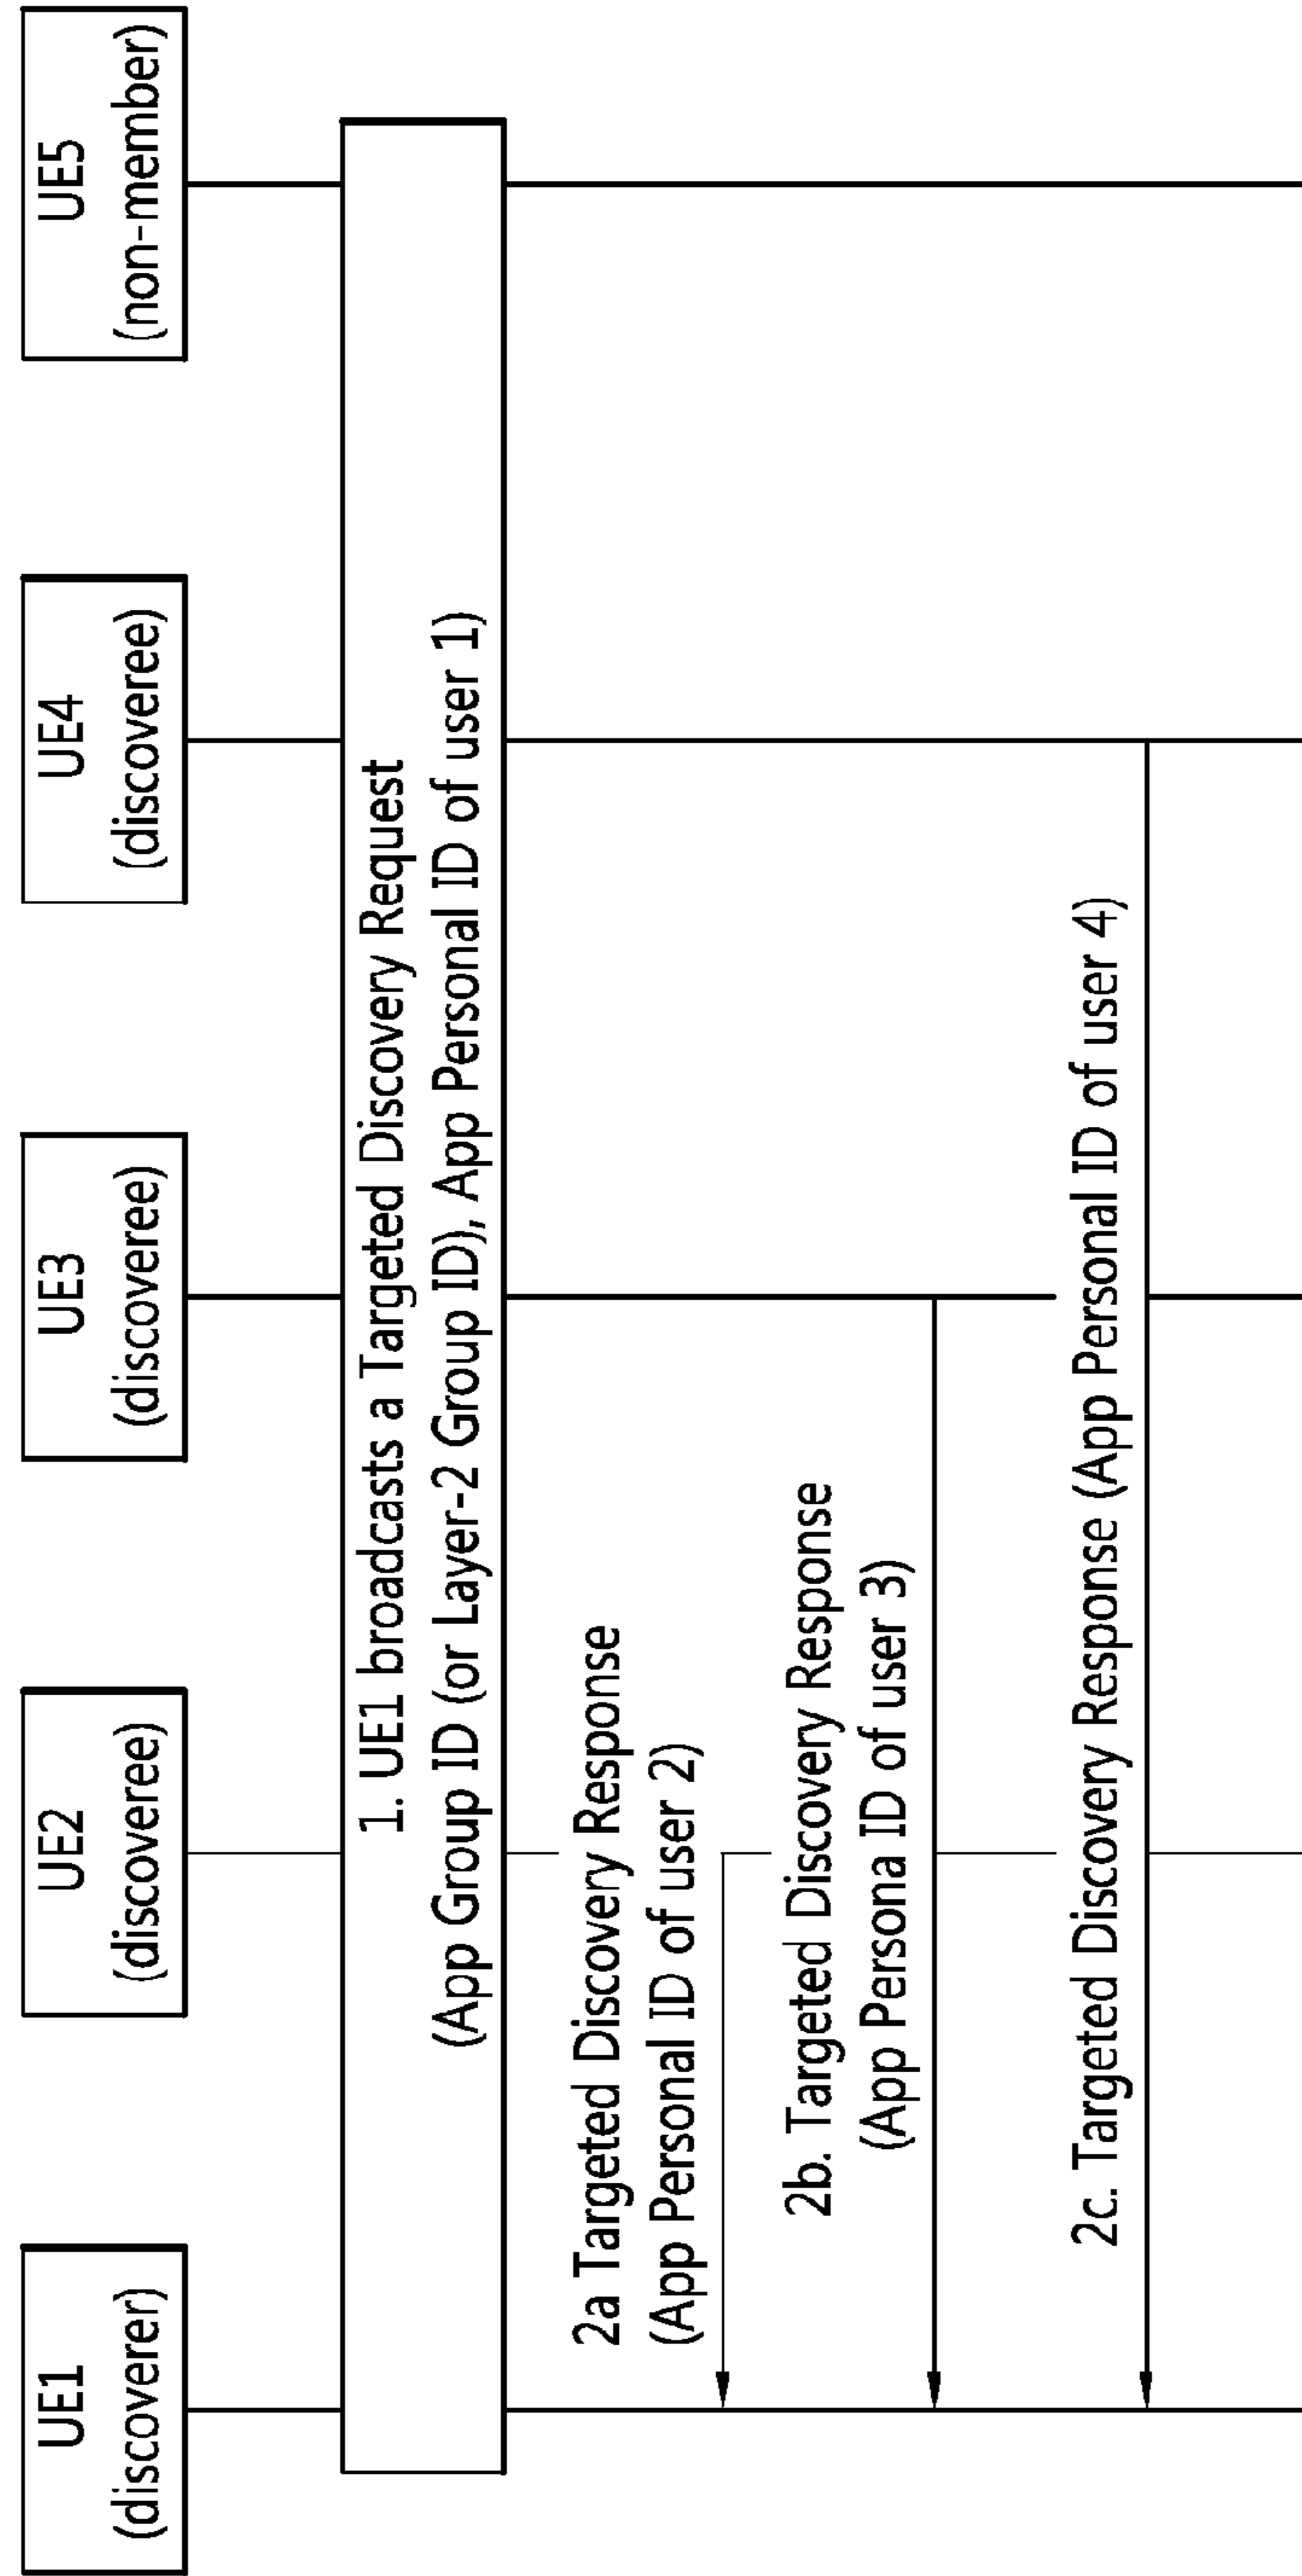 UE1
(discoverer)
UE2
(discoveree)
UE3
(discoveree)
UE4
(discoveree)
UE5
(non-member)
1. UE1 broadcasts a Targeted Discovery Request
(App Group ID (or Layer-2 Group ID), App Personal ID of user 1)
2a Targeted Discovery Response
(App Personal ID of user 2)
2b. Targeted Discovery Response
(App Persona ID of user 3)
2c. Targeted Discovery Response (App Personal ID of user 4)